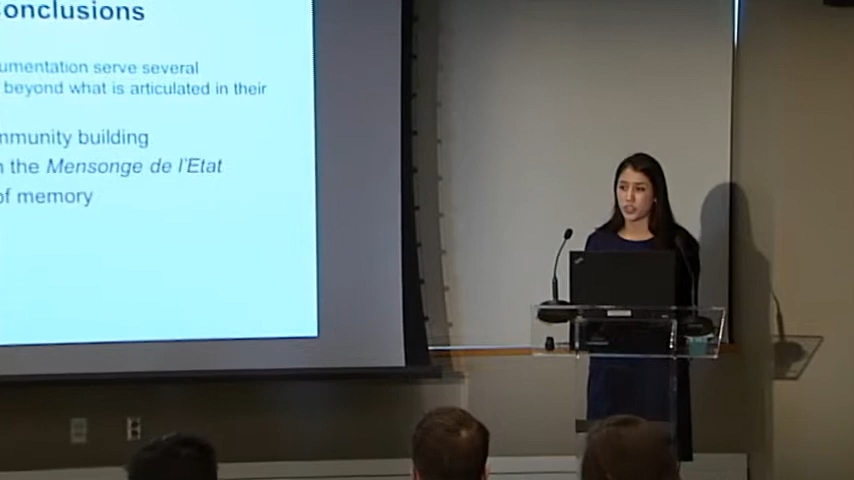 onclusions
umentation serve several
beyond what is articulated in their
mmunity building
n the Mensonge de l'Etat
of memory